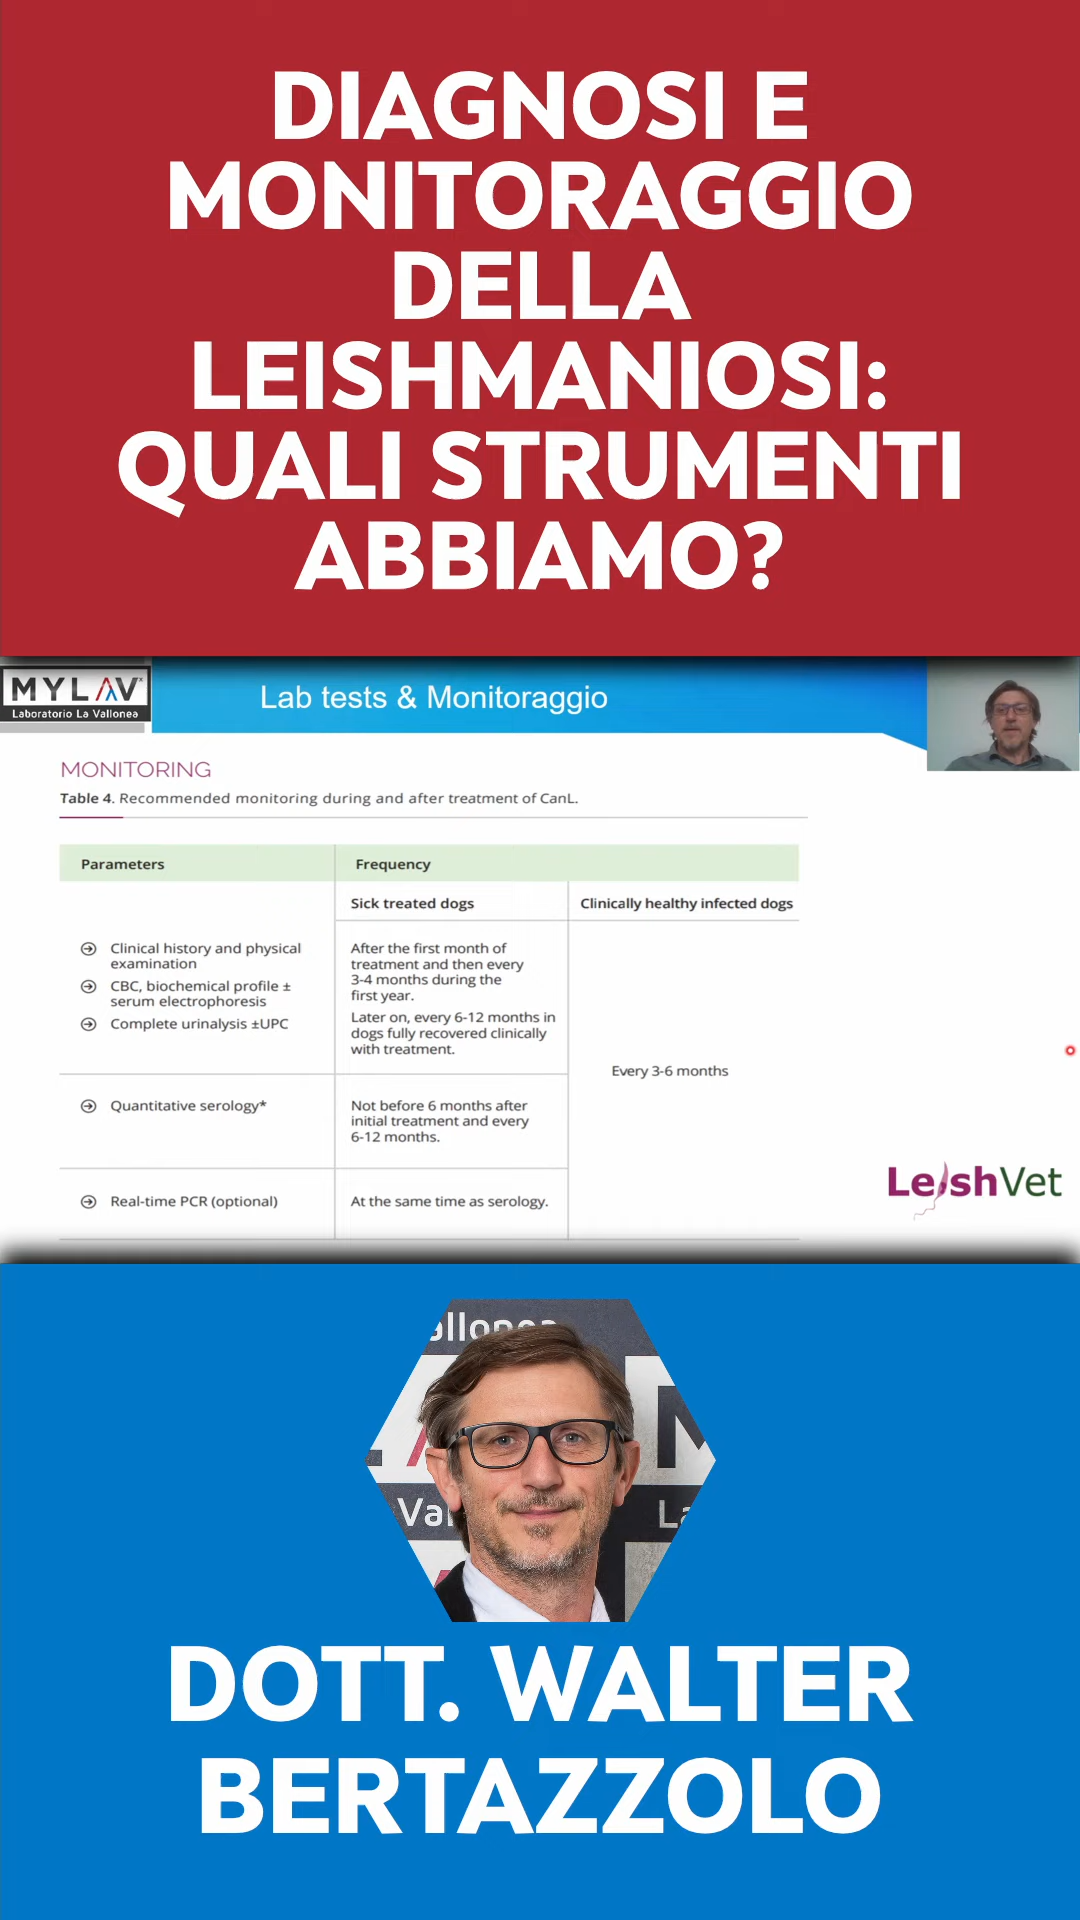 DIAGNOSI E
MONITORAGGIO
DELLA
LEISHMANIOSI:
QUALI STRUMENTI
ABBIAMO?
MYLAV
Laboratorio La Vallonea
Lab tests & Monitoraggio
MONITORING
Table 4. Recommended monitoring during and after treatment of CanL.
Parameters
Frequency
Sick treated dogs
Clinically healthy infected dogs
Clinical history and physical
examination
CBC, biochemical profile ±
serum electrophoresis
Complete urinalysis ±UPC
After the first month of
treatment and then every
3-4 months during the
first year.
Later on, every 6-12 months in
dogs fully recovered clinically
with treatment.
Every 3-6 months
Quantitative serology*
Not before 6 months after
initial treatment and every
6-12 months.
Real-time PCR (optional)
At the same time as serology.
LeishVet
DOTT. WALTER
BERTAZZOLO